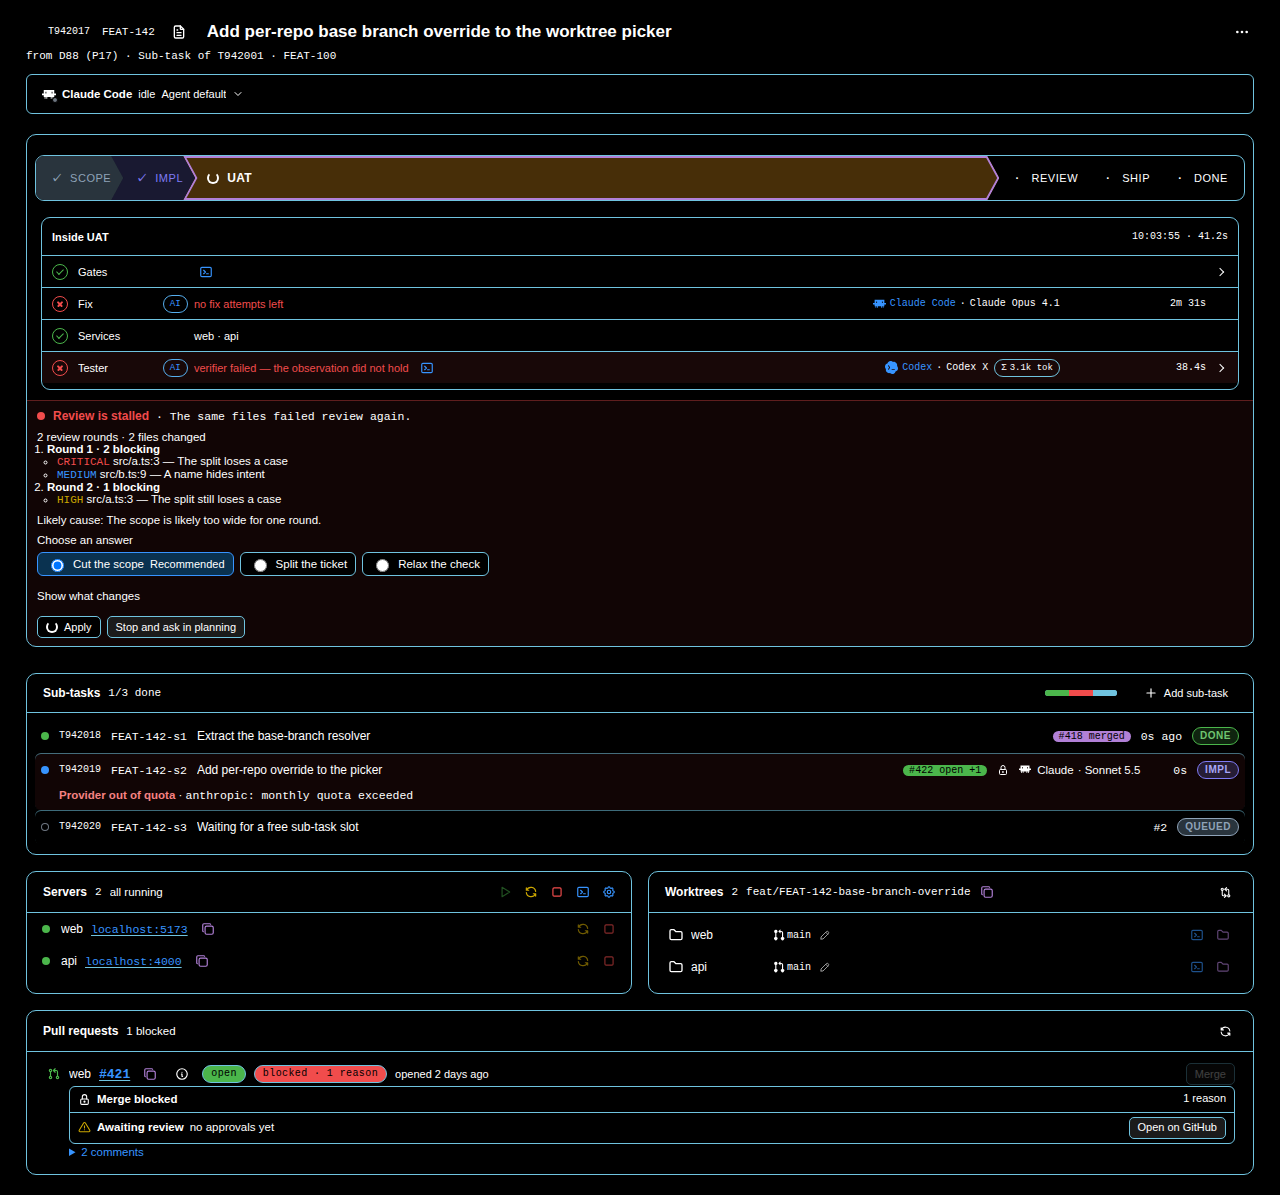 T942017 FEAT-142 Add per-repo base branch override to the worktree picker
from D88 (P17) · Sub-task of T942001 · FEAT-100
Claude Code idle Agent default
SCOPE IMPL UAT · REVIEW · SHIP · DONE
Inside UAT 10:03:55 · 41.2s
Gates
Fix AI no fix attempts left Claude Code · Claude Opus 4.1 2m 31s
Services web · api
Tester AI verifier failed — the observation did not hold Codex · Codex X Σ 3.1k tok 38.4s
Review is stalled · The same files failed review again.
2 review rounds · 2 files changed
1. Round 1 · 2 blocking
CRITICAL src/a.ts:3 — The split loses a case
MEDIUM src/b.ts:9 — A name hides intent
2. Round 2 · 1 blocking
HIGH src/a.ts:3 — The split still loses a case
Likely cause: The scope is likely too wide for one round.
Choose an answer
Cut the scope Recommended Split the ticket Relax the check
Show what changes
Apply Stop and ask in planning
Sub-tasks 1/3 done Add sub-task
T942018 FEAT-142-s1 Extract the base-branch resolver #418 merged 0s ago DONE
T942019 FEAT-142-s2 Add per-repo override to the picker #422 open +1 Claude · Sonnet 5.5 0s IMPL
Provider out of quota · anthropic: monthly quota exceeded
T942020 FEAT-142-s3 Waiting for a free sub-task slot #2 QUEUED
Servers 2 all running
web localhost:5173
api localhost:4000
Worktrees 2 feat/FEAT-142-base-branch-override
web main
api main
Pull requests 1 blocked
web #421 open blocked · 1 reason opened 2 days ago Merge
Merge blocked 1 reason
Awaiting review no approvals yet Open on GitHub
2 comments